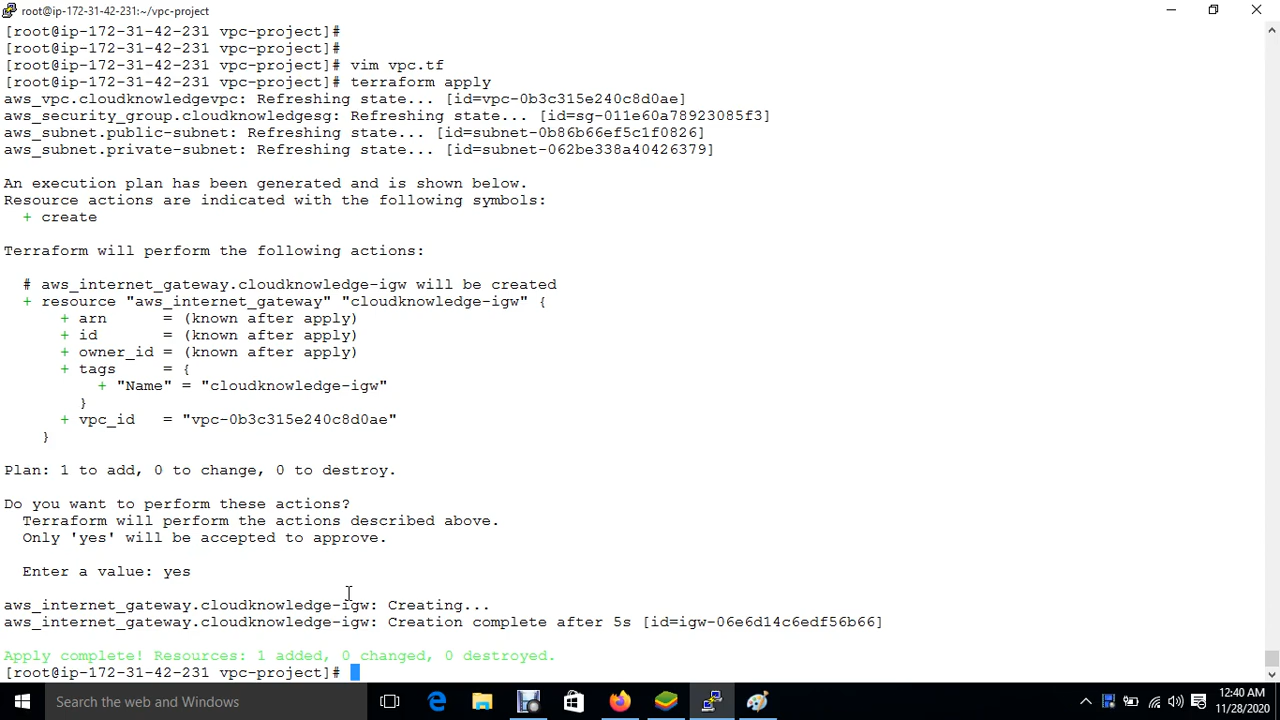 root@ip-172-31-42-231:~/vpc-project
[root@ip-172-31-42-231 vpc-project]#
[root@ip-172-31-42-231 vpc-project]#
[root@ip-172-31-42-231 vpc-project]# vim vpc.tf
[root@ip-172-31-42-231 vpc-project]# terraform apply
aws_vpc.cloudknowledgevpc: Refreshing state... [id=vpc-0b3c315e240c8d0ae]
aws_security_group.cloudknowledgesg: Refreshing state... [id=sg-011e60a78923085f3]
aws_subnet.public-subnet: Refreshing state... [id=subnet-0b86b66ef5c1f0826]
aws_subnet.private-subnet: Refreshing state... [id=subnet-062be338a40426379]
An execution plan has been generated and is shown below.
Resource actions are indicated with the following symbols:
  + create
Terraform will perform the following actions:
  # aws_internet_gateway.cloudknowledge-igw will be created
  + resource "aws_internet_gateway" "cloudknowledge-igw" {
      + arn      = (known after apply)
      + id       = (known after apply)
      + owner_id = (known after apply)
      + tags     = {
          + "Name" = "cloudknowledge-igw"
        }
      + vpc_id   = "vpc-0b3c315e240c8d0ae"
    }
Plan: 1 to add, 0 to change, 0 to destroy.
Do you want to perform these actions?
  Terraform will perform the actions described above.
  Only 'yes' will be accepted to approve.
  Enter a value: yes
aws_internet_gateway.cloudknowledge-igw: Creating...
aws_internet_gateway.cloudknowledge-igw: Creation complete after 5s [id=igw-06e6d14c6edf56b66]
Apply complete! Resources: 1 added, 0 changed, 0 destroyed.
[root@ip-172-31-42-231 vpc-project]#
Search the web and Windows
12:40 AM
11/28/2020